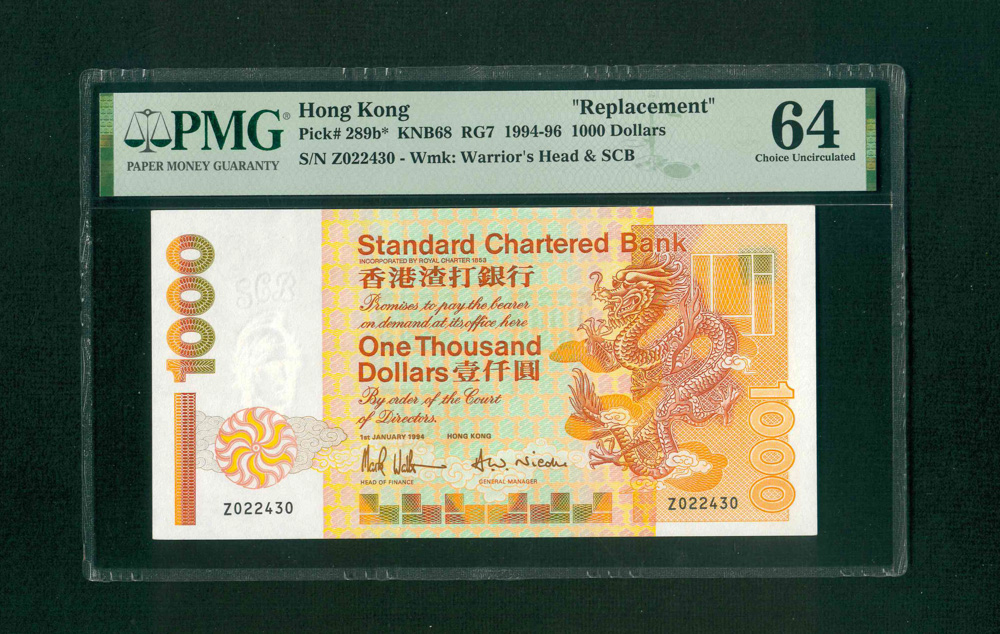 PMG®
PAPER MONEY GUARANTY
Hong Kong "Replacement"
Pick# 289b* KNB68 RG7 1994-96 1000 Dollars
S/N Z022430 - Wmk: Warrior's Head & SCB
64
Choice Uncirculated
1000
SCB
Standard Chartered Bank
INCORPORATED BY ROYAL CHARTER 1853
香港渣打銀行
Promises to pay the bearer
on demand at its office here
One Thousand
Dollars壹仟圓
By order of the Court
of Directors.
1st JANUARY 1994 HONG KONG
HEAD OF FINANCE GENERAL MANAGER
Z022430
Z022430
1000